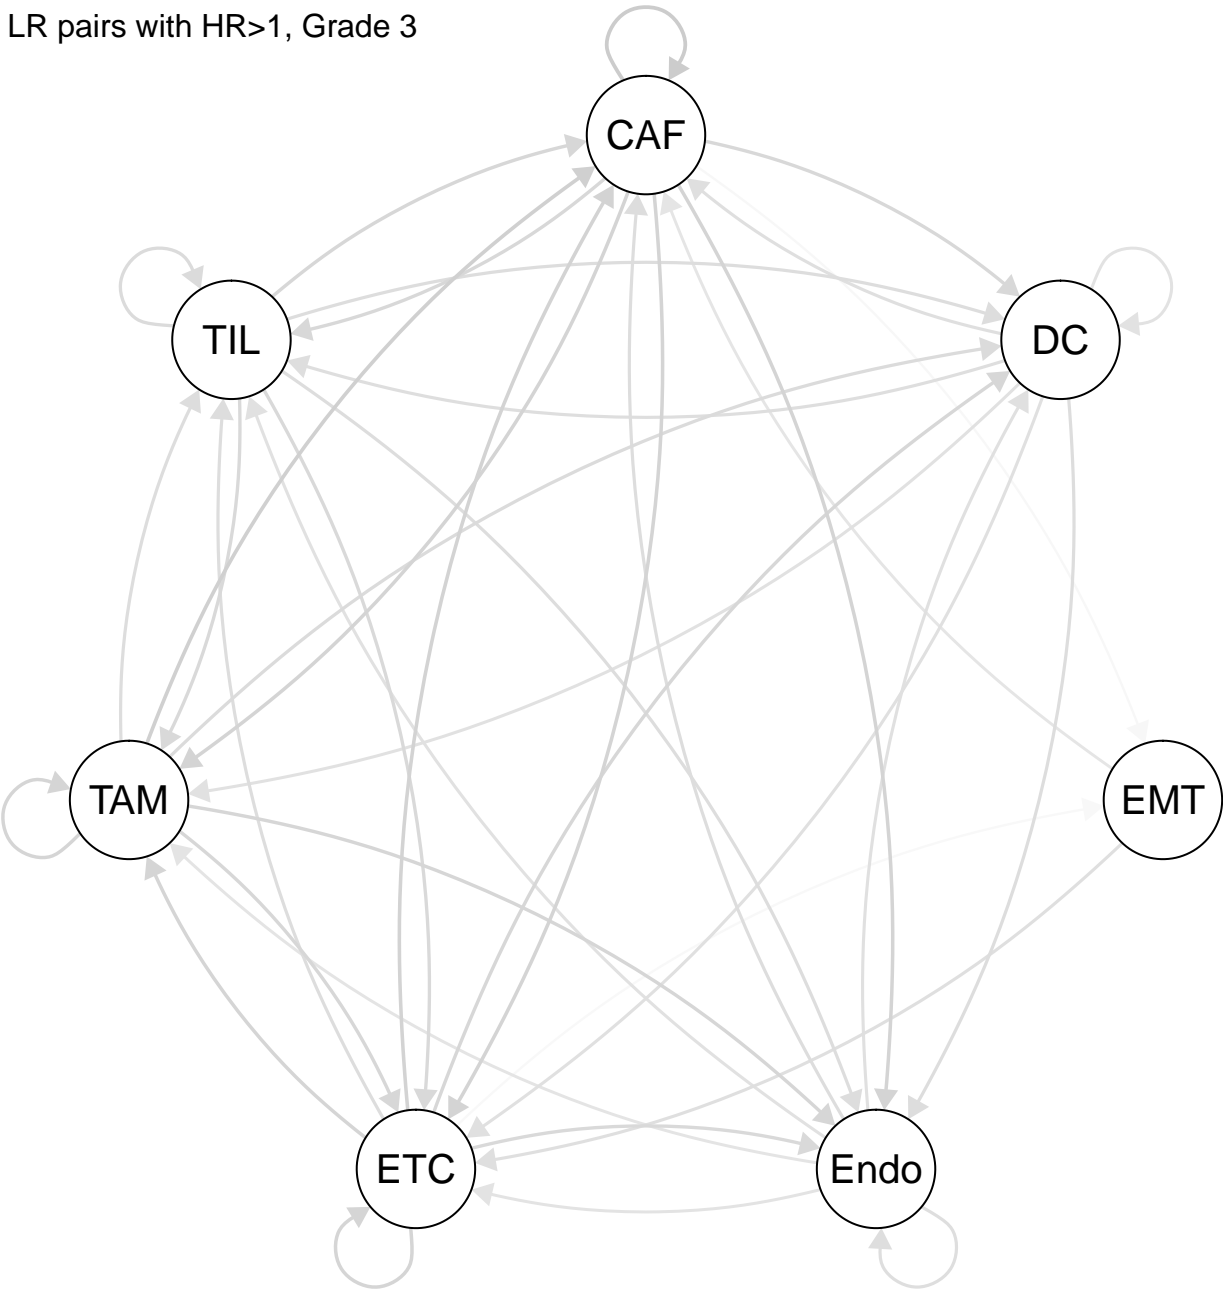 LR pairs with HR>1, Grade 3
CAF
TIL
DC
TAM
EMT
ETC
Endo